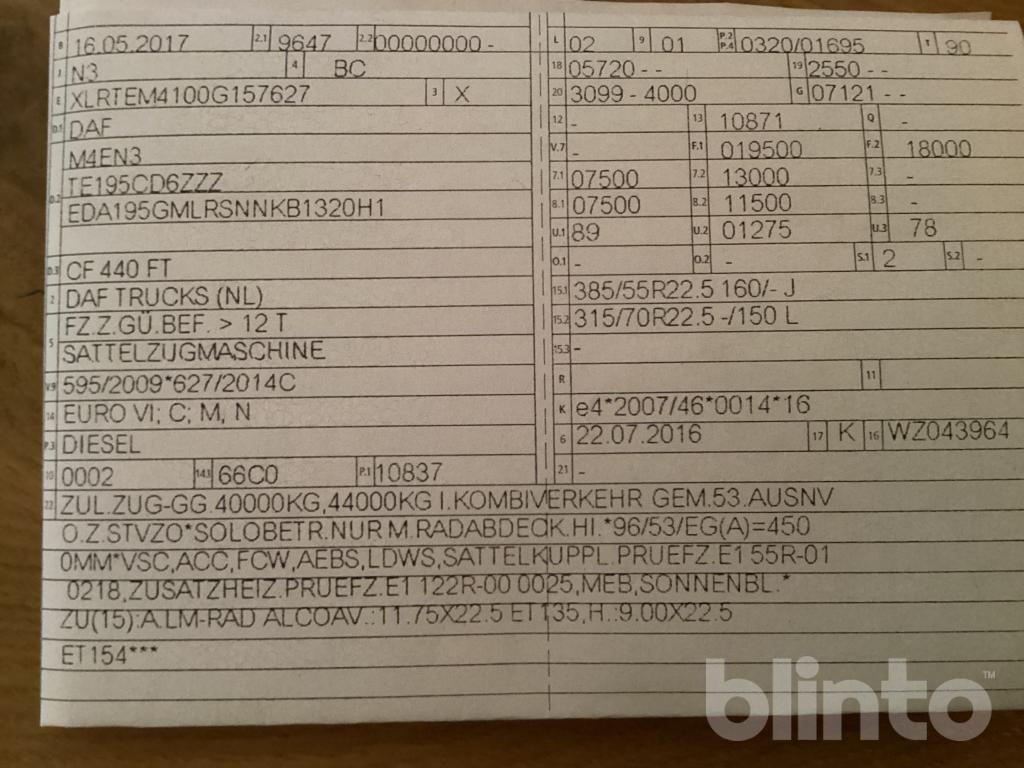 B 16.05.2017 2.1 9647 2.2 00000000 -
J N3 4 BC
E XLRTEM4100G157627 3 X
D.1 DAF
M4EN3
D.2 TE195CD6ZZZ
EDA195GMLRSNNKB1320H1
D.3 CF 440 FT
2 DAF TRUCKS (NL)
5 FZ.Z.GÜ.BEF. > 12 T
SATTELZUGMASCHINE
V.9 595/2009*627/2014C
14 EURO VI; C; M, N
P.3 DIESEL
10 0002 14.1 66C0 P.1 10837
L 02 9 01 P.2 P.4 0320/01695 T 90
18 05720 - - 19 2550 - -
20 3099 - 4000 G 07121 - -
12 - 13 10871 Q -
V.7 - F.1 019500 F.2 18000
7.1 07500 7.2 13000 7.3 -
8.1 07500 8.2 11500 8.3 -
U.1 89 U.2 01275 U.3 78
O.1 - O.2 - S.1 2 S.2 -
15.1 385/55R22.5 160/- J
15.2 315/70R22.5 -/150 L
15.3 -
R 11
K e4*2007/46*0014*16
6 22.07.2016 17 K 16 WZ043964
21 -
22 ZUL.ZUG-GG.40000KG,44000KG I.KOMBIVERKEHR GEM.53.AUSNV
O.Z.STVZO*SOLOBETR.NUR M.RADABDECK.HI.*96/53/EG(A)=450
0MM*VSC,ACC,FCW,AEBS,LDWS,SATTELKUPPL.PRUEFZ.E1 55R-01
0218,ZUSATZHEIZ.PRUEFZ.E1 122R-00 0025,MEB,SONNENBL.*
ZU(15):A.LM-RAD ALCOAV.:11.75X22.5 ET135,H.:9.00X22.5
ET154***
blinto™